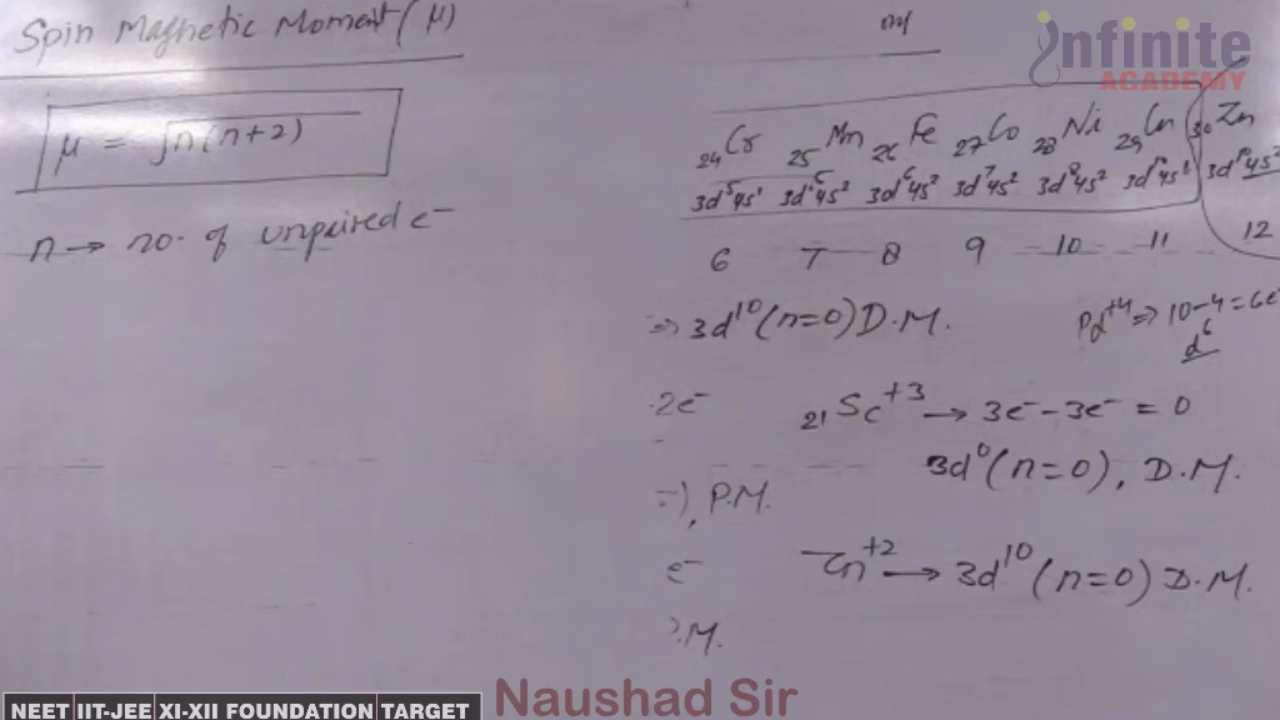 Spin Magnetic Moment (μ)
μ = √n(n+2)
n → no. of unpaired e⁻
infinite
ACADEMY
₂₄Cr ₂₅Mn ₂₆Fe ₂₇Co ₂₈Ni ₂₉Cu ₃₀Zn
3d⁵4s¹ 3d⁵4s² 3d⁶4s² 3d⁷4s² 3d⁸4s² 3d¹⁰4s¹ 3d¹⁰4s²
6 7 8 9 10 11 12
⇒ 3d¹⁰(n=0) D.M.
Pd⁺⁴ ⇒ 10-4=6e⁻
d⁶
2e⁻
₂₁Sc⁺³ → 3e⁻ - 3e⁻ = 0
3d⁰(n=0), D.M.
=), P.M.
e⁻
Zn⁺² → 3d¹⁰(n=0) D.M.
.M.
NEET IIT-JEE XI-XII FOUNDATION TARGET
Naushad Sir